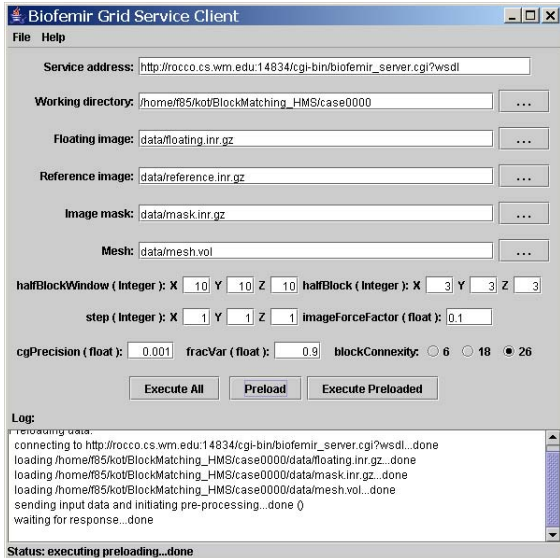 Biofemir Grid Service Client
File Help
Service address: http://rocco.cs.wm.edu:14834/cgi-bin/biofemir_server.cgi?wsdl
Working directory: /home/f85/kot/BlockMatching_HMS/case0000 ...
Floating image: data/floating.inr.gz ...
Reference image: data/reference.inr.gz ...
Image mask: data/mask.inr.gz ...
Mesh: data/mesh.vol ...
halfBlockWindow ( Integer ): X 10 Y 10 Z 10 halfBlock ( Integer ): X 3 Y 3 Z 3
step ( Integer ): X 1 Y 1 Z 1 imageForceFactor ( float ): 0.1
cgPrecision ( float ): 0.001 fracVar ( float ): 0.9 blockConnexity: 6 18 26
Execute All Preload Execute Preloaded
Log:
Preloading data:
connecting to http://rocco.cs.wm.edu:14834/cgi-bin/biofemir_server.cgi?wsdl...done
loading /home/f85/kot/BlockMatching_HMS/case0000/data/floating.inr.gz...done
loading /home/f85/kot/BlockMatching_HMS/case0000/data/mask.inr.gz...done
loading /home/f85/kot/BlockMatching_HMS/case0000/data/mesh.vol...done
sending input data and initiating pre-processing...done ()
waiting for response...done
Status: executing preloading...done